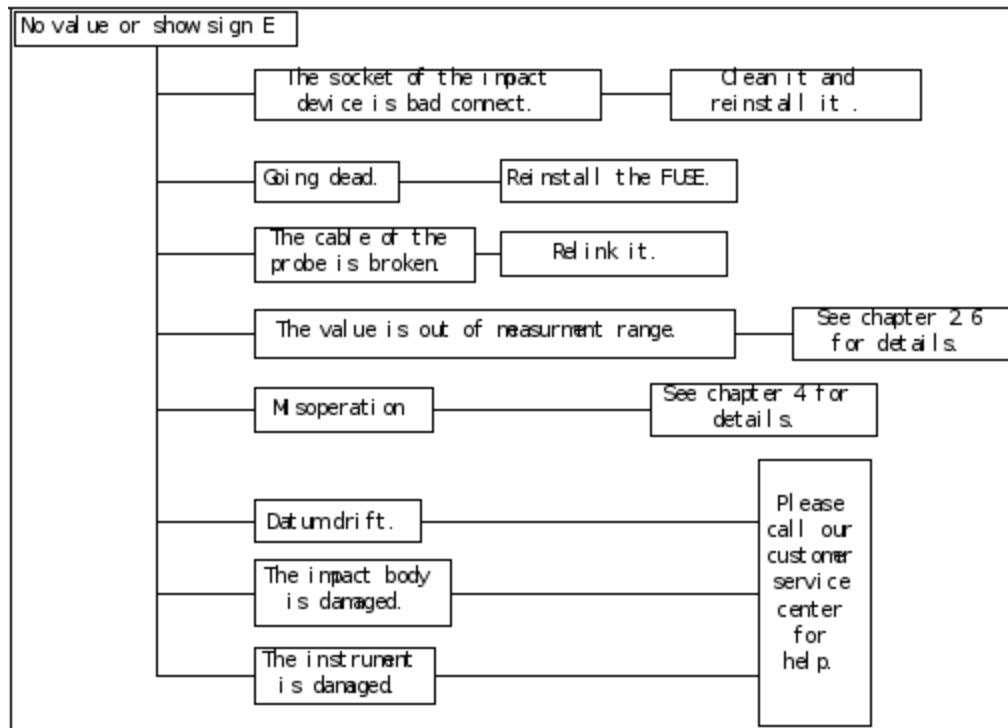 No value or show sign E
The socket of the impact
device is bad connect.
Clean it and
reinstall it .
Going dead.
Reinstall the FUSE.
The cable of the
probe is broken.
Relink it.
The value is out of measurment range.
See chapter 2 6
for details.
Misoperation
See chapter 4 for
details.
Datum drift.
The impact body
is damaged.
The instrument
is damaged.
Please
call our
customer
service
center
for
help.